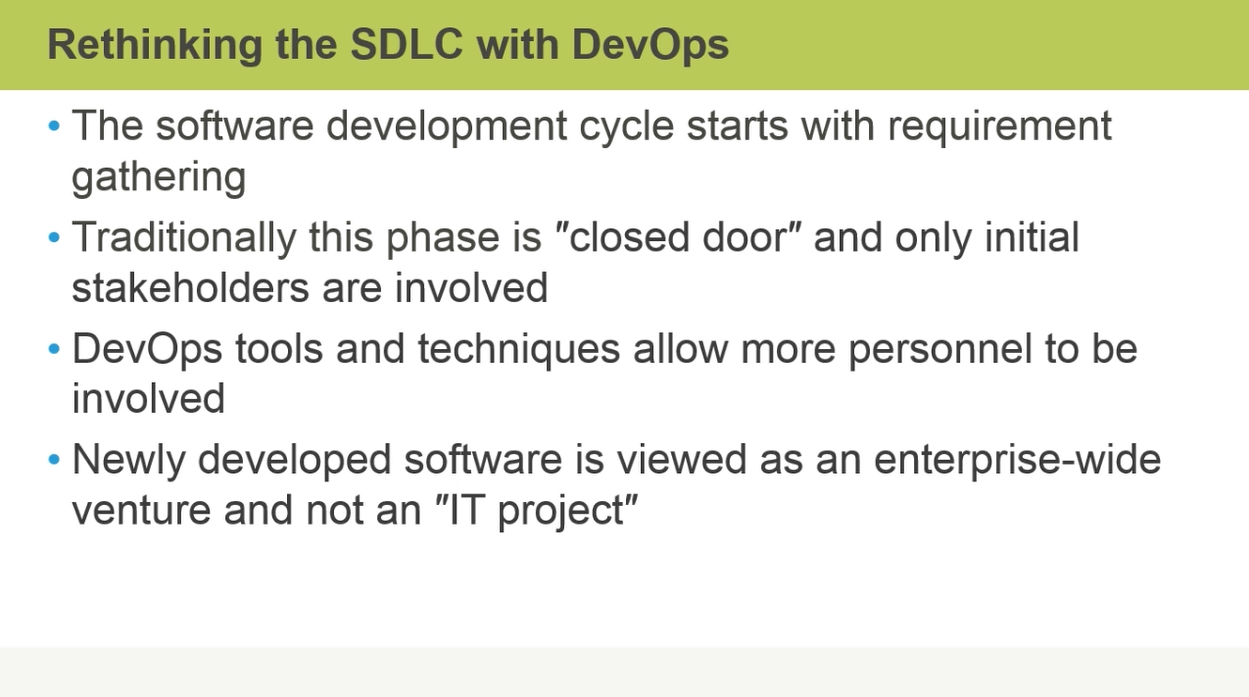 Rethinking the SDLC with DevOps
• The software development cycle starts with requirement
gathering
• Traditionally this phase is "closed door" and only initial
stakeholders are involved
• DevOps tools and techniques allow more personnel to be
involved
• Newly developed software is viewed as an enterprise-wide
venture and not an "IT project"